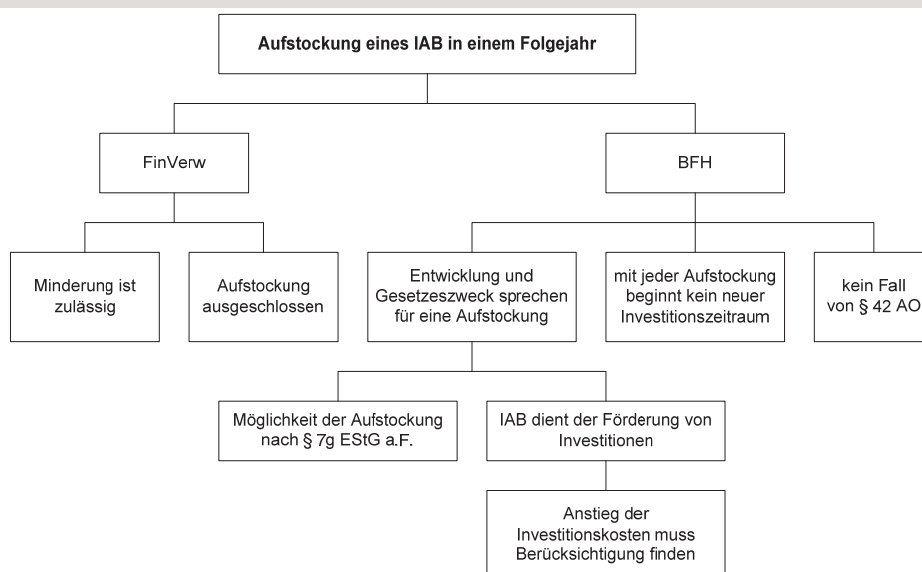 Aufstockung eines IAB in einem Folgejahr
FinVerw
BFH
Minderung ist
zulässig
Aufstockung
ausgeschlossen
Entwicklung und
Gesetzeszweck sprechen
für eine Aufstockung
mit jeder Aufstockung
beginnt kein neuer
Investitionszeitraum
kein Fall
von § 42 AO
Möglichkeit der Aufstockung
nach § 7g EStG a.F.
IAB dient der Förderung von
Investitionen
Anstieg der
Investitionskosten muss
Berücksichtigung finden